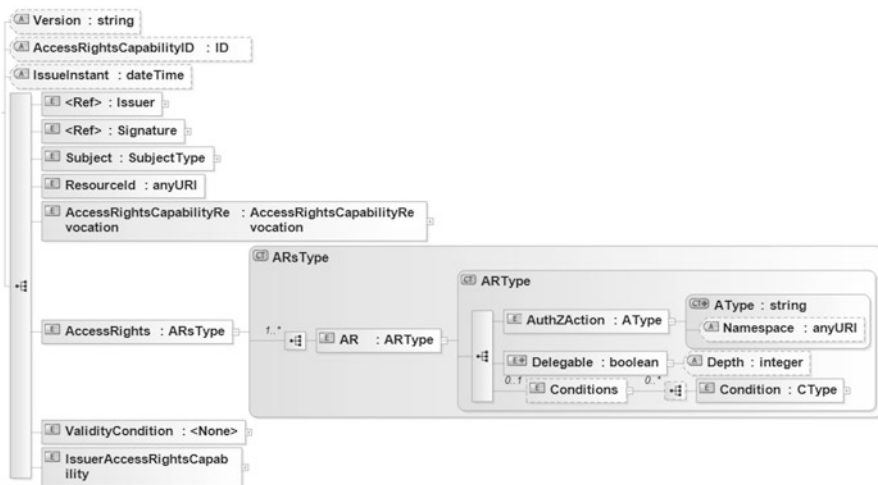 Version : string
AccessRightsCapabilityID : ID
IssueInstant : dateTime
<Ref> : Issuer
<Ref> : Signature
Subject : SubjectType
ResourceId : anyURI
AccessRightsCapabilityRe : AccessRightsCapabilityRe
vocation vocation
ARsType
ARType
AType : string
AuthZAction : AType
Namespace : anyURI
AccessRights : ARsType
1..*
AR : ARType
Delegable : boolean
Depth : integer
0..1
Conditions
0..*
Condition : CType
ValidityCondition : <None>
IssuerAccessRightsCapab
ility